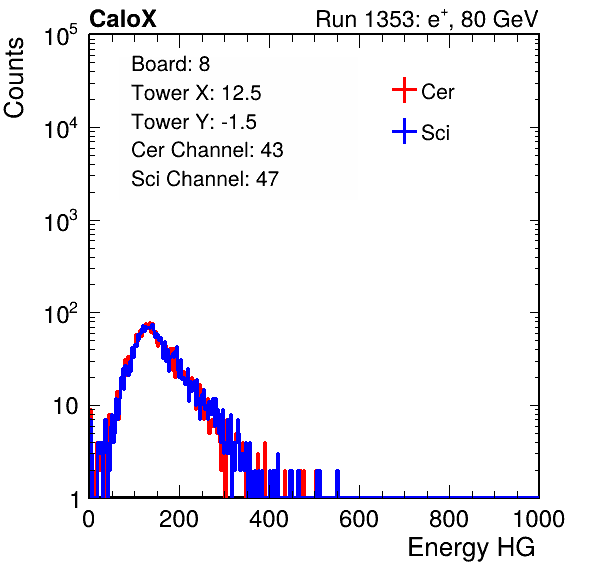 CaloX Run 1353: e⁺, 80 GeV
Counts
10⁵
10⁴
10³
10²
10
1
Board: 8
Tower X: 12.5
Tower Y: -1.5
Cer Channel: 43
Sci Channel: 47
Cer
Sci
0 200 400 600 800 1000
Energy HG